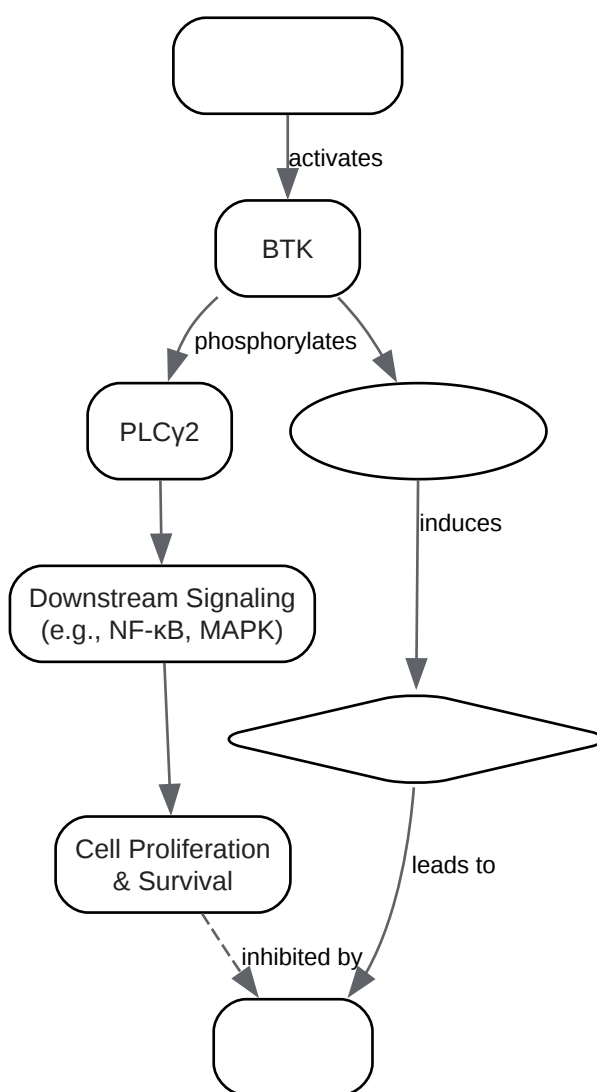 activates
BTK
phosphorylates
PLCγ2
induces
Downstream Signaling
(e.g., NF-κB, MAPK)
Cell Proliferation
& Survival
leads to
inhibited by